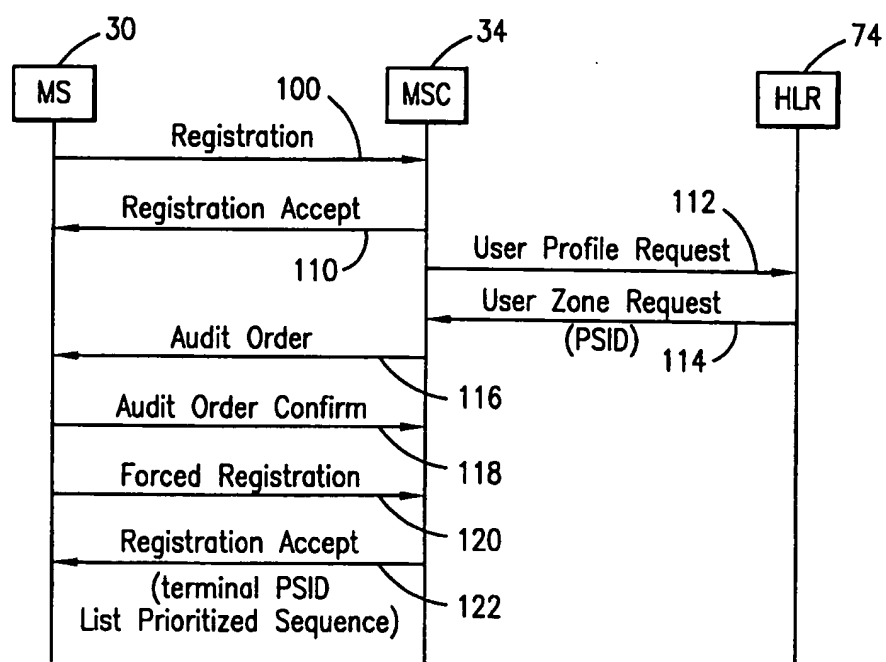 30
34
74
MS
MSC
HLR
100
Registration
Registration Accept
110
112
User Profile Request
User Zone Request
(PSID)
114
Audit Order
116
Audit Order Confirm
118
Forced Registration
120
Registration Accept
(terminal PSID
List Prioritized Sequence)
122